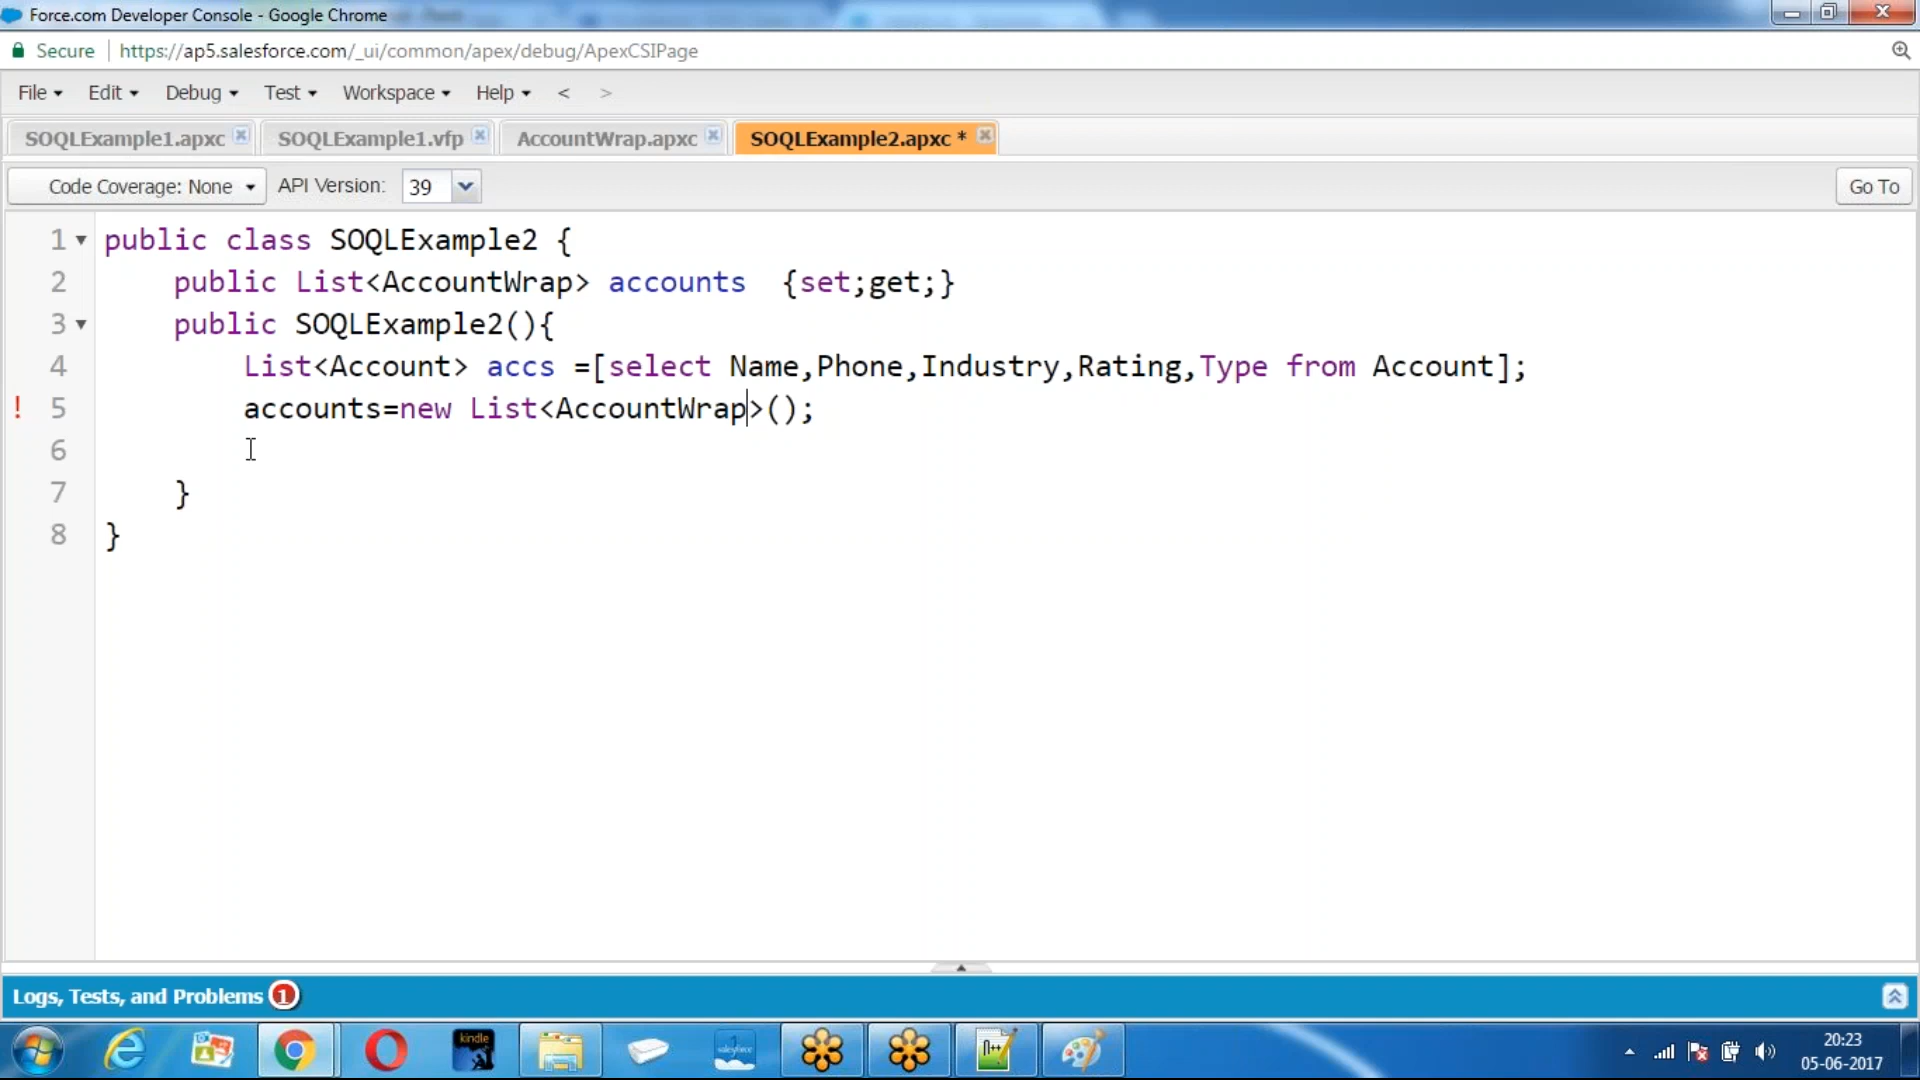 Force.com Developer Console - Google Chrome
Secure https://ap5.salesforce.com/_ui/common/apex/debug/ApexCSIPage
File Edit Debug Test Workspace Help < >
SOQLExample1.apxc SOQLExample1.vfp AccountWrap.apxc SOQLExample2.apxc *
Code Coverage: None API Version: 39 Go To
1 public class SOQLExample2 {
2 public List<AccountWrap> accounts {set;get;}
3 public SOQLExample2(){
4 List<Account> accs =[select Name,Phone,Industry,Rating,Type from Account];
! 5 accounts=new List<AccountWrap>();
6
7 }
8 }
Logs, Tests, and Problems 1
kindle
salesforce
n++
20:23
05-06-2017